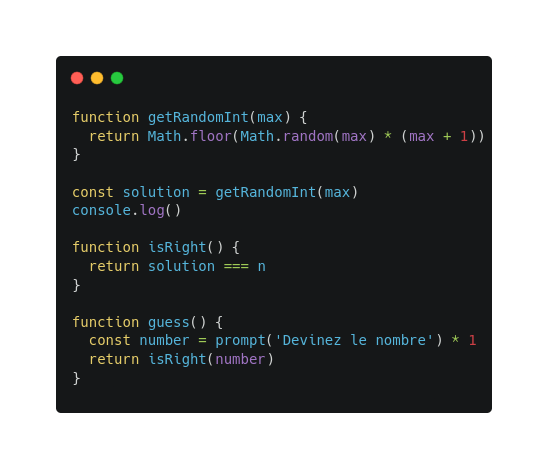 function getRandomInt(max) {
  return Math.floor(Math.random(max) * (max + 1))
}

const solution = getRandomInt(max)
console.log()

function isRight() {
  return solution === n
}

function guess() {
  const number = prompt('Devinez le nombre') * 1
  return isRight(number)
}